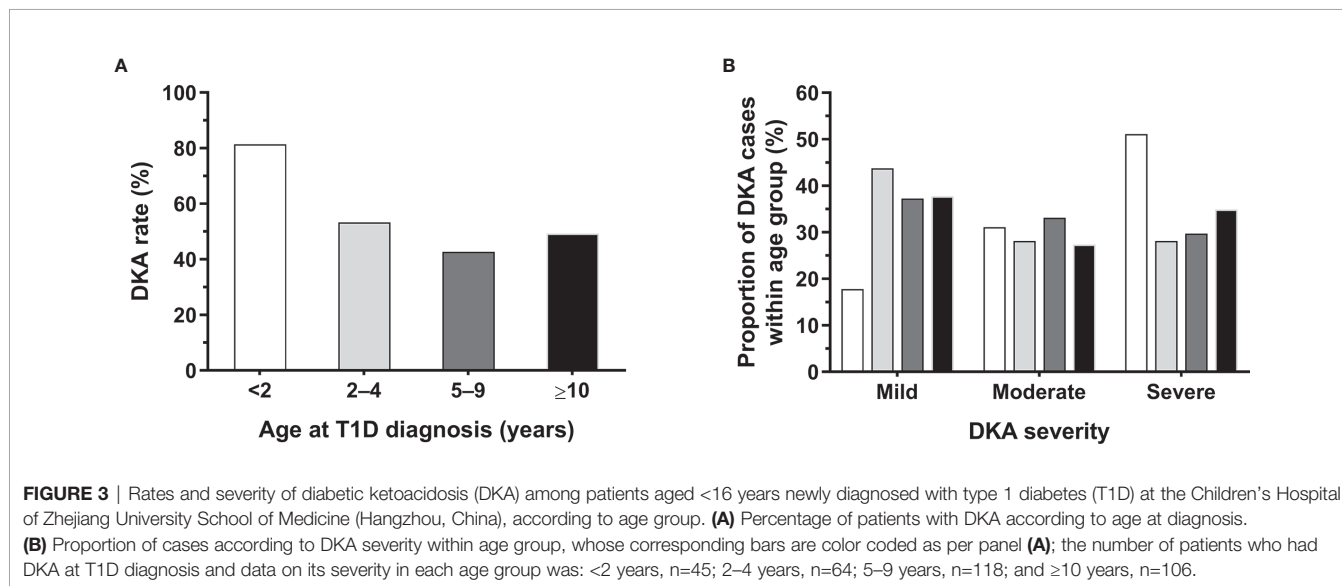 A
DKA rate (%)
100
80
60
40
20
0
<2 2–4 5–9 ≥10
Age at T1D diagnosis (years)
B
Proportion of DKA cases
within age group (%)
60
50
40
30
20
10
0
Mild Moderate Severe
DKA severity
FIGURE 3 | Rates and severity of diabetic ketoacidosis (DKA) among patients aged <16 years newly diagnosed with type 1 diabetes (T1D) at the Children's Hospital
of Zhejiang University School of Medicine (Hangzhou, China), according to age group. (A) Percentage of patients with DKA according to age at diagnosis.
(B) Proportion of cases according to DKA severity within age group, whose corresponding bars are color coded as per panel (A); the number of patients who had
DKA at T1D diagnosis and data on its severity in each age group was: <2 years, n=45; 2–4 years, n=64; 5–9 years, n=118; and ≥10 years, n=106.